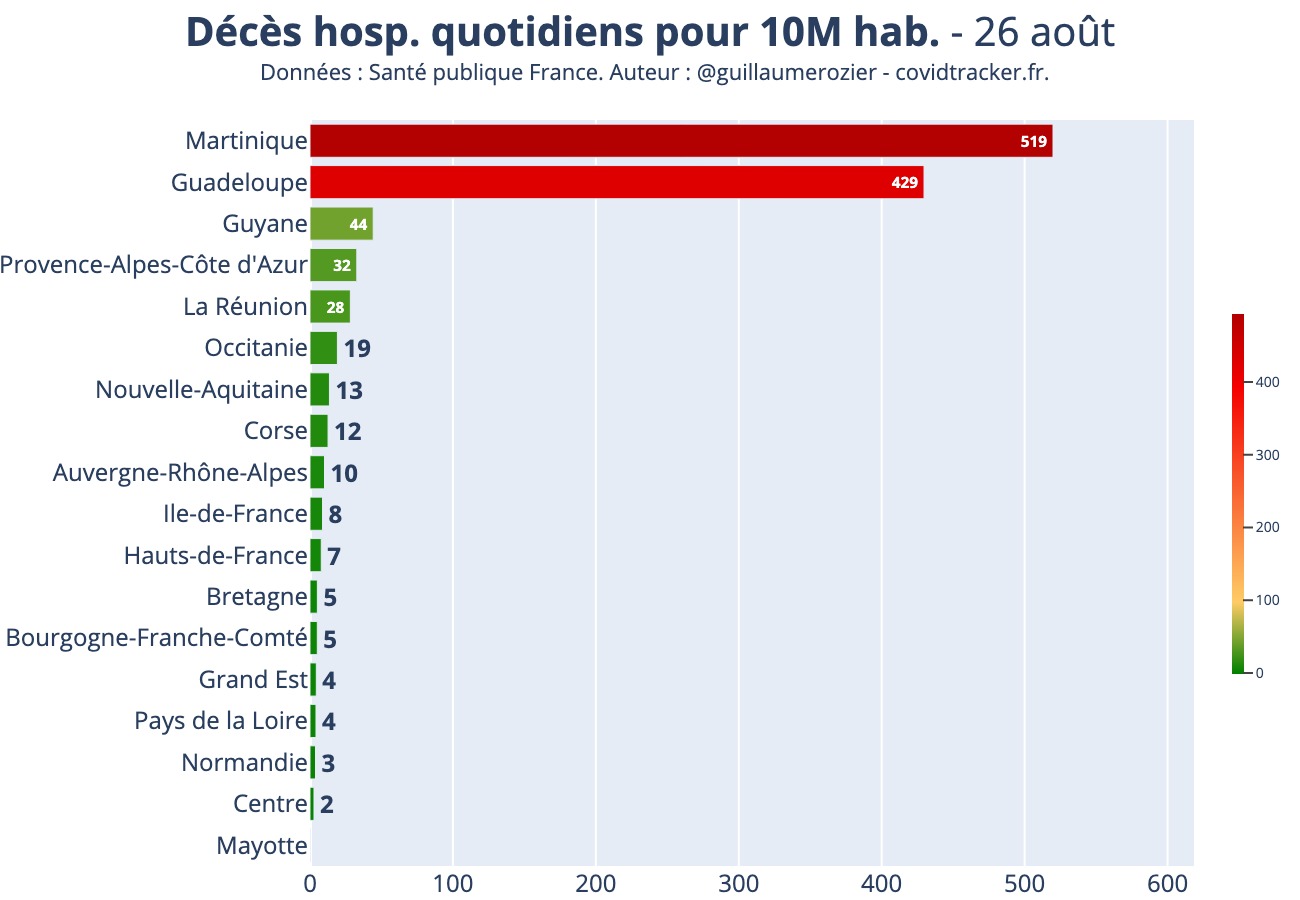 Décès hosp. quotidiens pour 10M hab. - 26 août
Données : Santé publique France. Auteur : @guillaumerozier - covidtracker.fr.
Martinique 519
Guadeloupe 429
Guyane 44
Provence-Alpes-Côte d'Azur 32
La Réunion 28
Occitanie 19
Nouvelle-Aquitaine 13
Corse 12
Auvergne-Rhône-Alpes 10
Ile-de-France 8
Hauts-de-France 7
Bretagne 5
Bourgogne-Franche-Comté 5
Grand Est 4
Pays de la Loire 4
Normandie 3
Centre 2
Mayotte
0 100 200 300 400 500 600
400
300
200
100
0